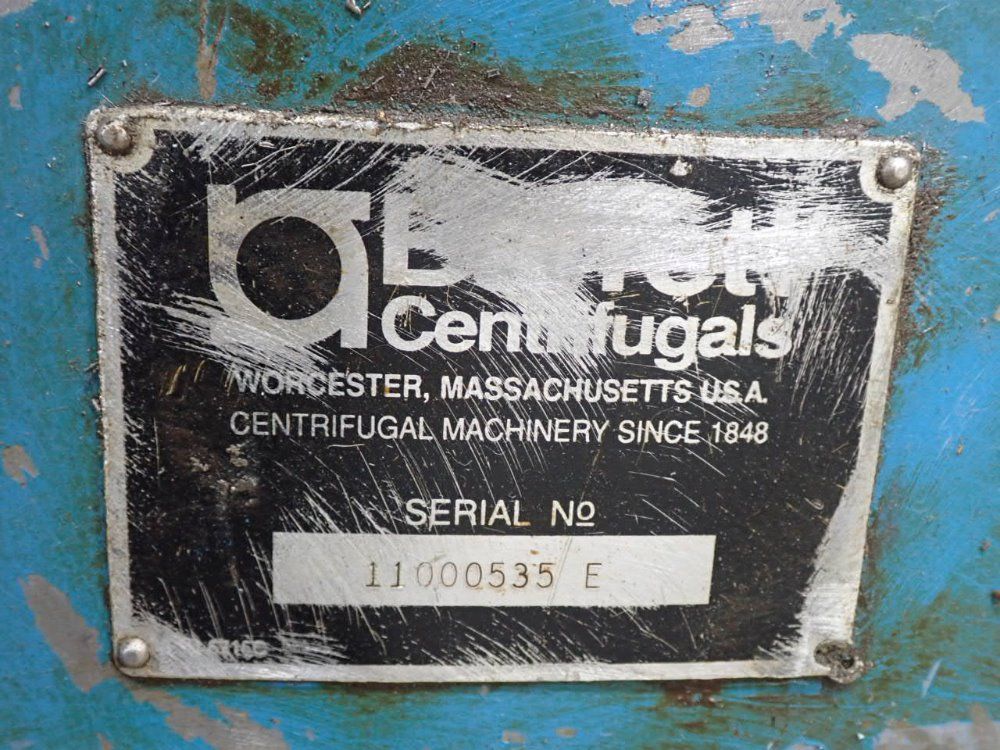 Centrifugals
WORCESTER, MASSACHUSETTS U.S.A.
CENTRIFUGAL MACHINERY SINCE 1848
SERIAL NO
11000535 E